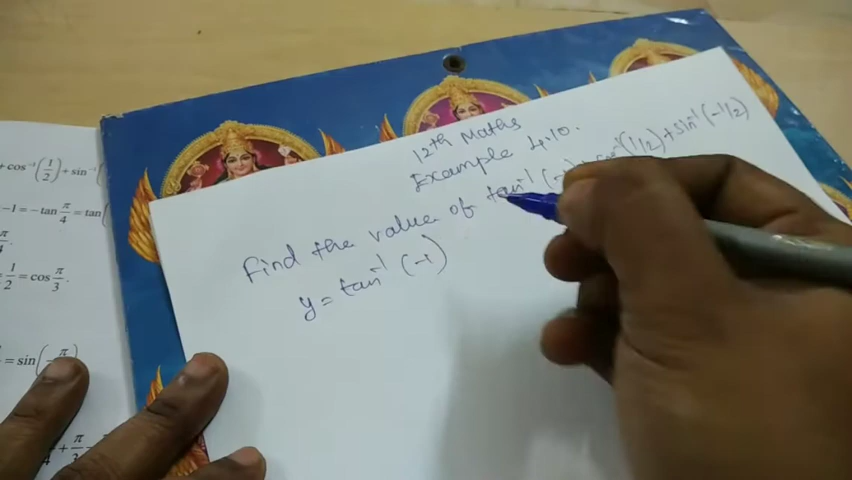 12th Maths
Example 4.10.
Find the value of tan⁻¹ (-1) + cos⁻¹ (1/2) + sin⁻¹ (-1/2)
y = tan⁻¹ (-1)
+ cos⁻¹ (1/2) + sin⁻¹
-1 = -tan π/4 = tan
π/4
1/2 = cos π/3.
= sin(-π
+ π/3